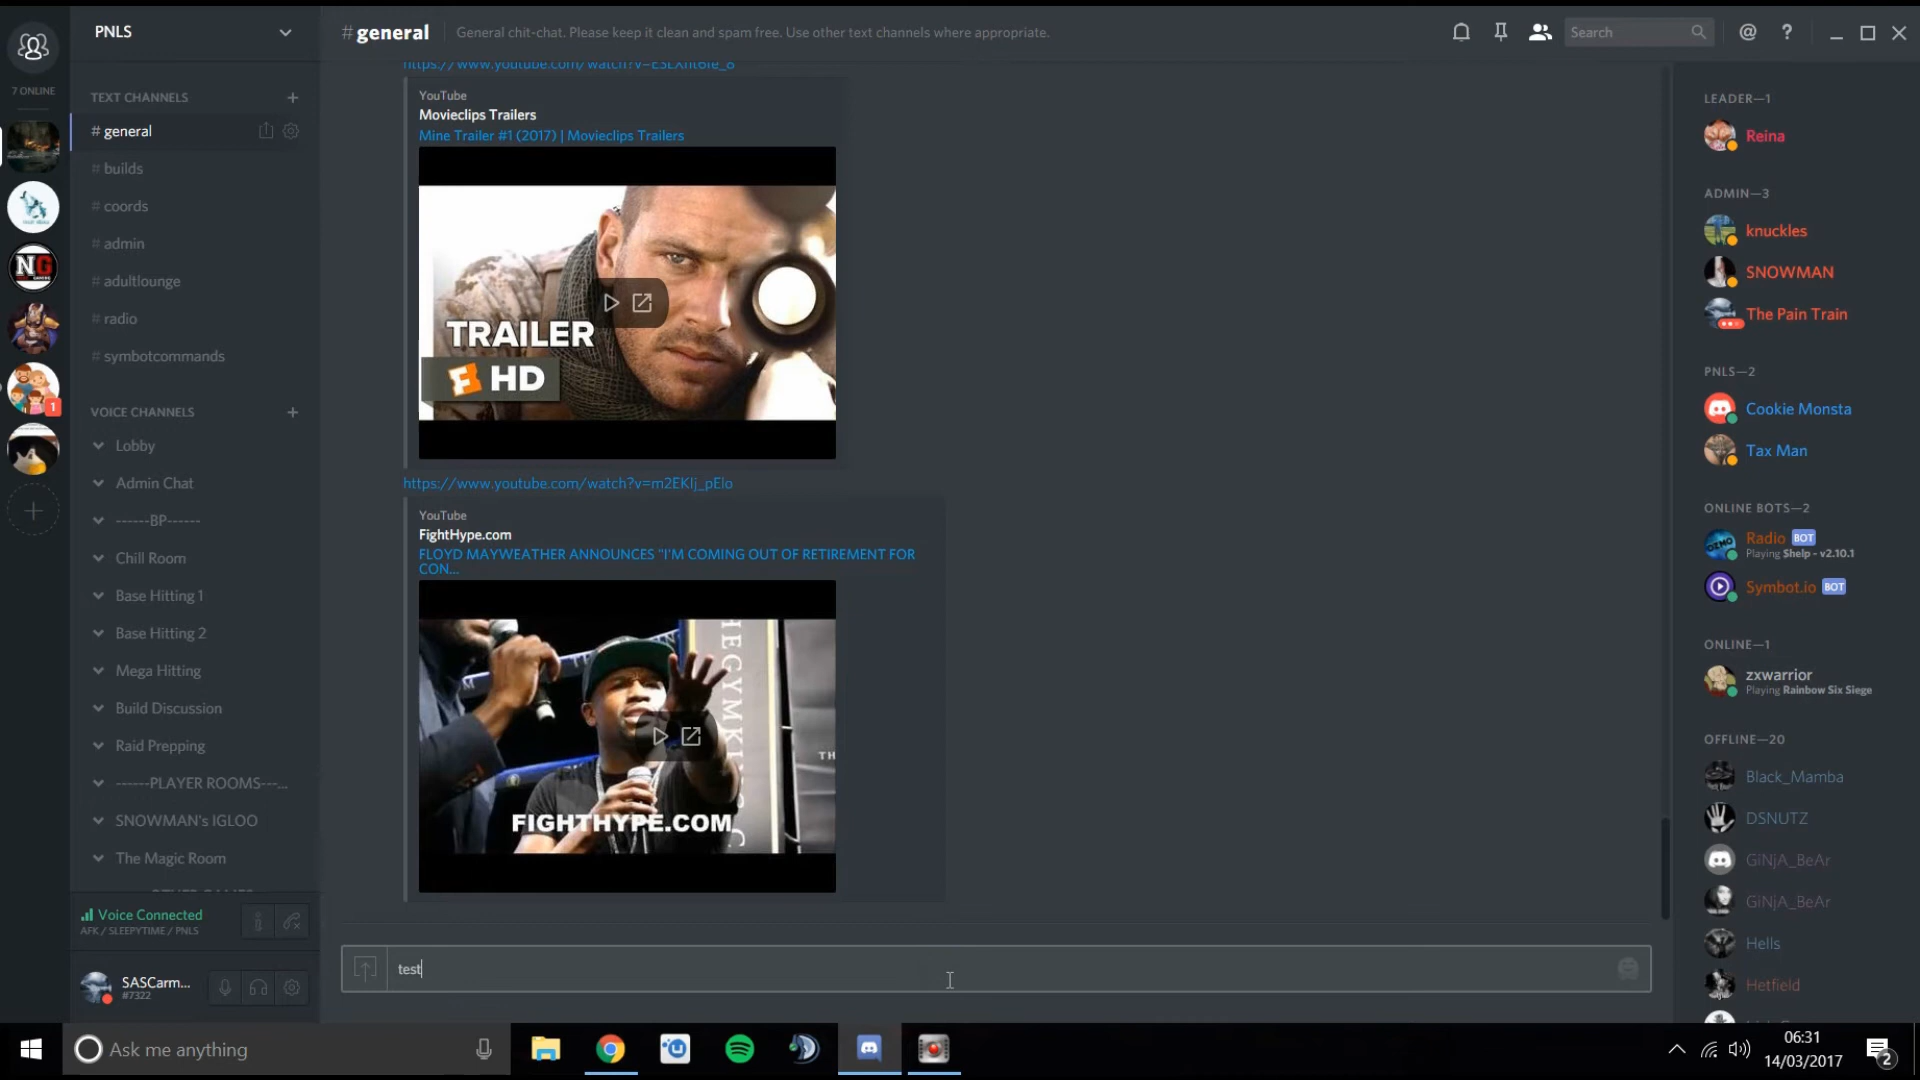 PNLS
# general
General chit-chat. Please keep it clean and spam free. Use other text channels where appropriate.
Search
@
?
7 ONLINE
NG
1
TEXT CHANNELS
# general
# builds
# coords
# admin
# adultlounge
# radio
# symbotcommands
VOICE CHANNELS
Lobby
Admin Chat
------BP------
Chill Room
Base Hitting 1
Base Hitting 2
Mega Hitting
Build Discussion
Raid Prepping
------PLAYER ROOMS---...
SNOWMAN's IGLOO
The Magic Room
Voice Connected
AFK / SLEEPYTIME / PNLS
SASCarm...
#7322
YouTube
Movieclips Trailers
Mine Trailer #1 (2017) | Movieclips Trailers
TRAILER
F HD
https://www.youtube.com/watch?v=m2EKlj_pElo
YouTube
FightHype.com
FLOYD MAYWEATHER ANNOUNCES "I'M COMING OUT OF RETIREMENT FOR
CON...
HEGYMK
TH
FIGHTHYPE.COM
test
LEADER—1
Reina
ADMIN—3
knuckles
SNOWMAN
The Pain Train
PNLS—2
Cookie Monsta
Tax Man
ONLINE BOTS—2
Radio BOT
Playing $help - v2.10.1
Symbot.io BOT
ONLINE—1
zxwarrior
Playing Rainbow Six Siege
OFFLINE—20
Black_Mamba
DSNUTZ
GiNjA_BeAr
GiNjA_BeAr
Hells
Hetfield
Ask me anything
06:31
14/03/2017
2